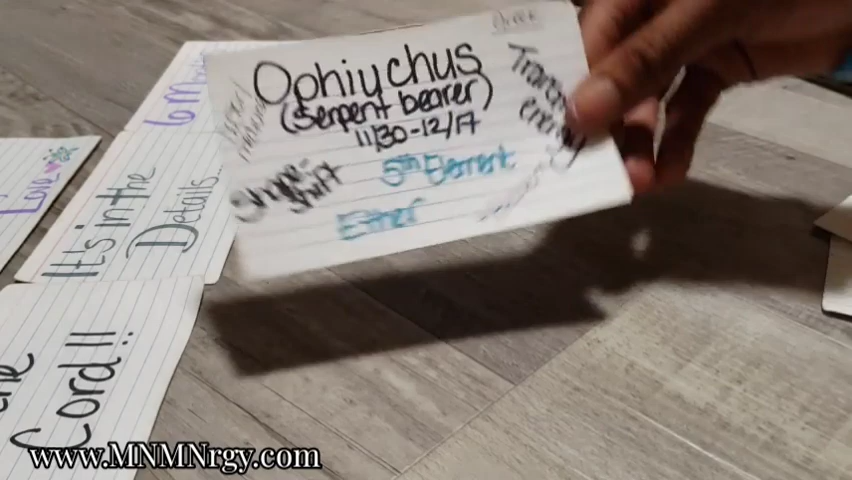 Ophiuchus
(Serpent bearer)
11/30-12/17
5th Element
Ether
Shape-
shift
energy
6m
Love
It's in the
Details...
Cord!!
www.MNMNrgy.com